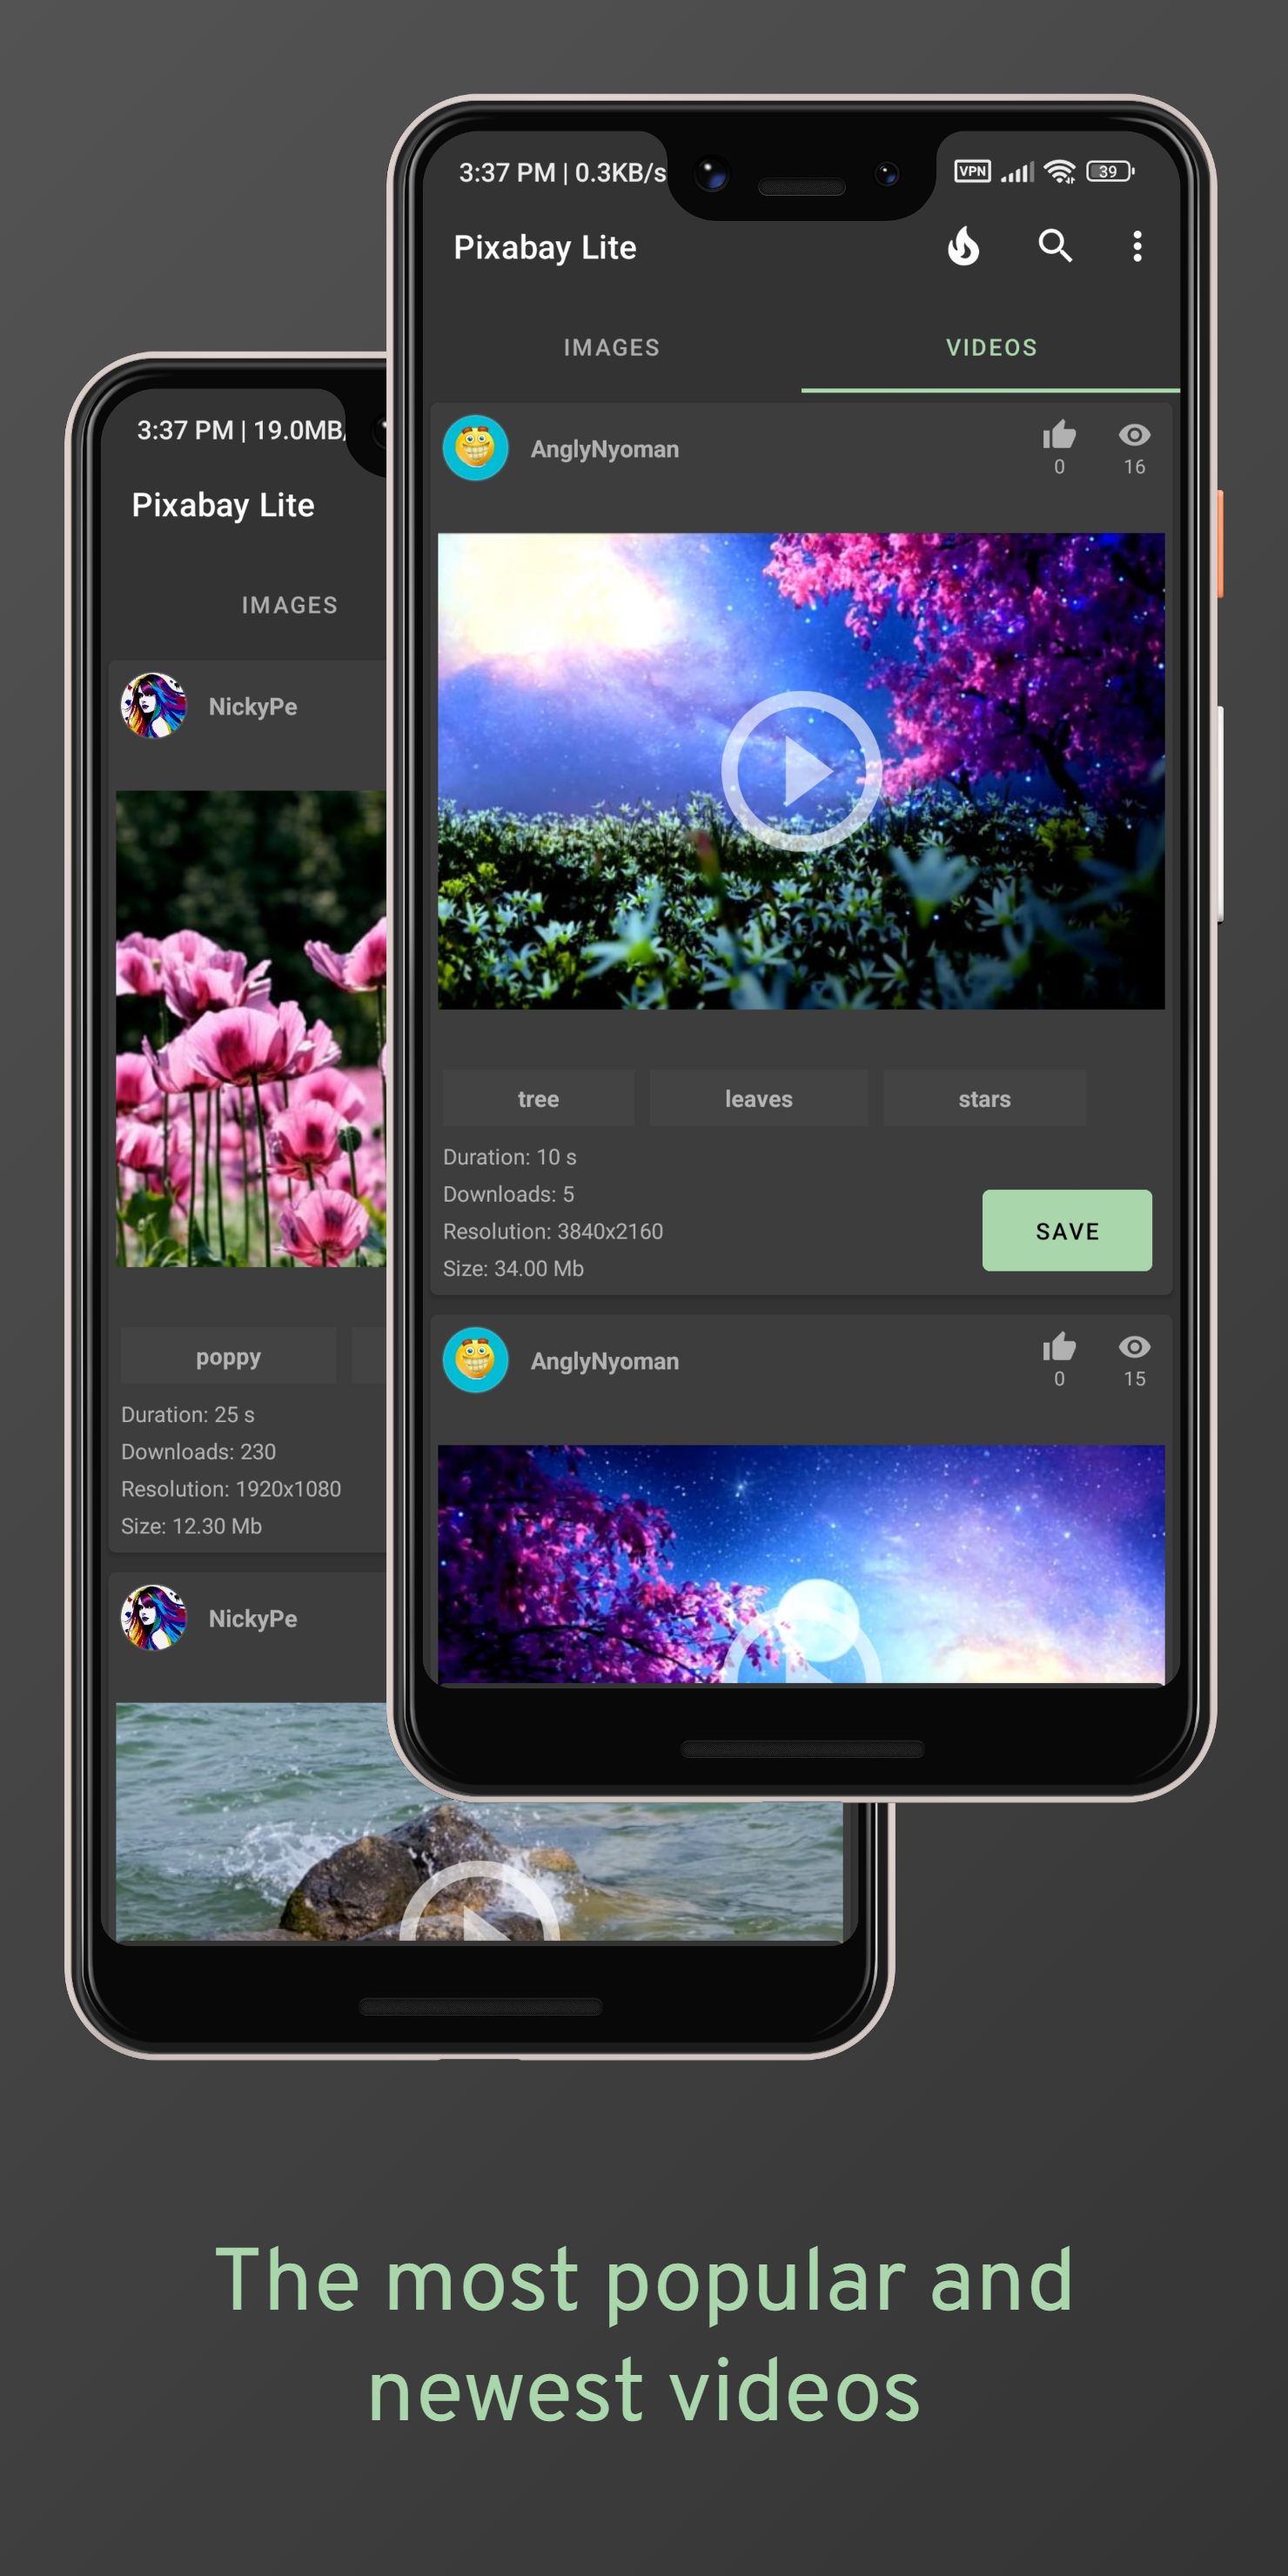 3:37 PM | 0.3KB/s
VPN
39
Pixabay Lite
IMAGES
VIDEOS
AnglyNyoman
0
16
tree
leaves
stars
Duration: 10 s
Downloads: 5
Resolution: 3840x2160
Size: 34.00 Mb
SAVE
AnglyNyoman
0
15
3:37 PM | 19.0MB/
Pixabay Lite
IMAGES
NickyPe
poppy
Duration: 25 s
Downloads: 230
Resolution: 1920x1080
Size: 12.30 Mb
NickyPe
The most popular and
newest videos